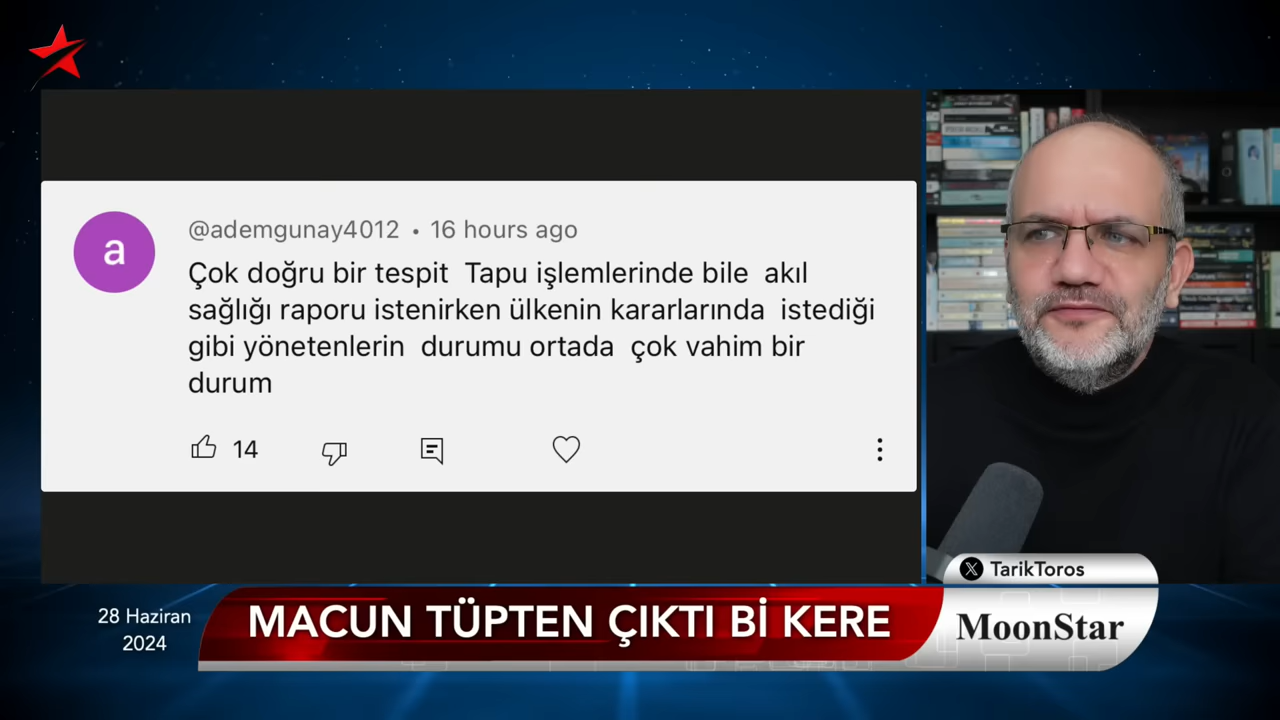 @ademgunay4012 • 16 hours ago
a
Çok doğru bir tespit  Tapu işlemlerinde bile  akıl
sağlığı raporu istenirken ülkenin kararlarında  istediği
gibi yönetenlerin  durumu ortada  çok vahim bir
durum
14
X TarikToros
28 Haziran
2024
MACUN TÜPTEN ÇIKTI Bİ KERE
MoonStar